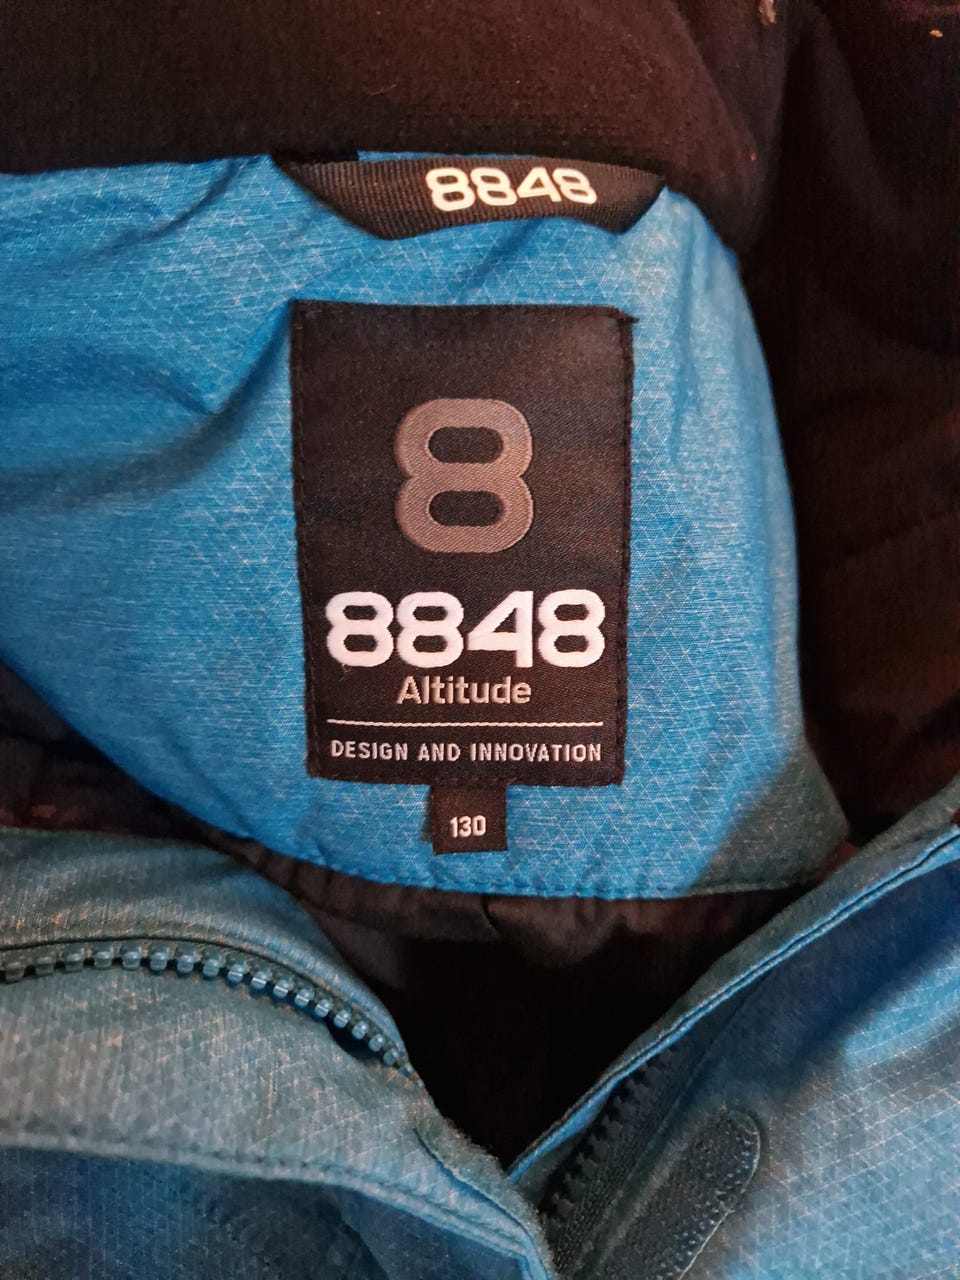 8848
8
8848
Altitude
DESIGN AND INNOVATION
130